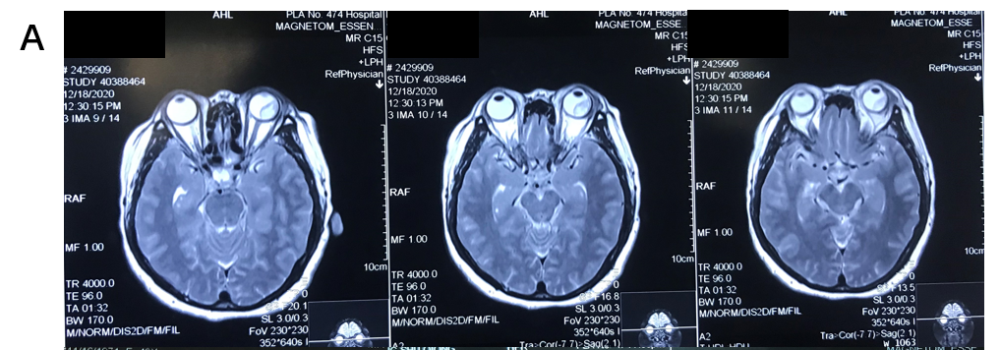 A
AHL
PLA No. 474 Hospital
MAGNETOM_ESSEN
MR C15
HFS
+LPH
RefPhysician
# 2429909
STUDY 40388464
12/18/2020
12 30 15 PM
3 IMA 9 / 14
RAF
MF 1.00
10cm
TR 4000.0
TE 96.0
TA 01:32
BW 170.0
M/NORM/DIS2D/FM/FIL
20.1
SL 3.0/0.3
FoV 230*230
352*640s I
AHL
PLA No. 474 Hospita
MAGNETOM_ESSE
MR C15
HFS
+LPH
RefPhysician
# 2429909
STUDY 40388464
12/18/2020
12 30 13 PM
3 IMA 10 / 14
RAF
MF 1.00
10cm
TR 4000.0
TE 96.0
TA 01:32
BW 170.0
M/NORM/DIS2D/FM/FIL
16.8
SL 3.0/0.3
FoV 230*230
352*640s I
A2
Tra>Cor(-7.7)>Sag(2.1)
AHL
PLA No. 474 Hospita
MAGNETOM_ESSE
MR C15
HFS
+LPH
RefPhysician
# 2429909
STUDY 40388464
12/18/2020
12 30 15 PM
3 IMA 11 / 14
RAF
MF 1.00
10cm
TR 4000.0
TE 96.0
TA 01:32
BW 170.0
M/NORM/DIS2D/FM/FIL
13.5
SL 3.0/0.3
FoV 230*230
352*640s I
A2
Tra>Cor(-7.7)>Sag(2.1)
W 1063